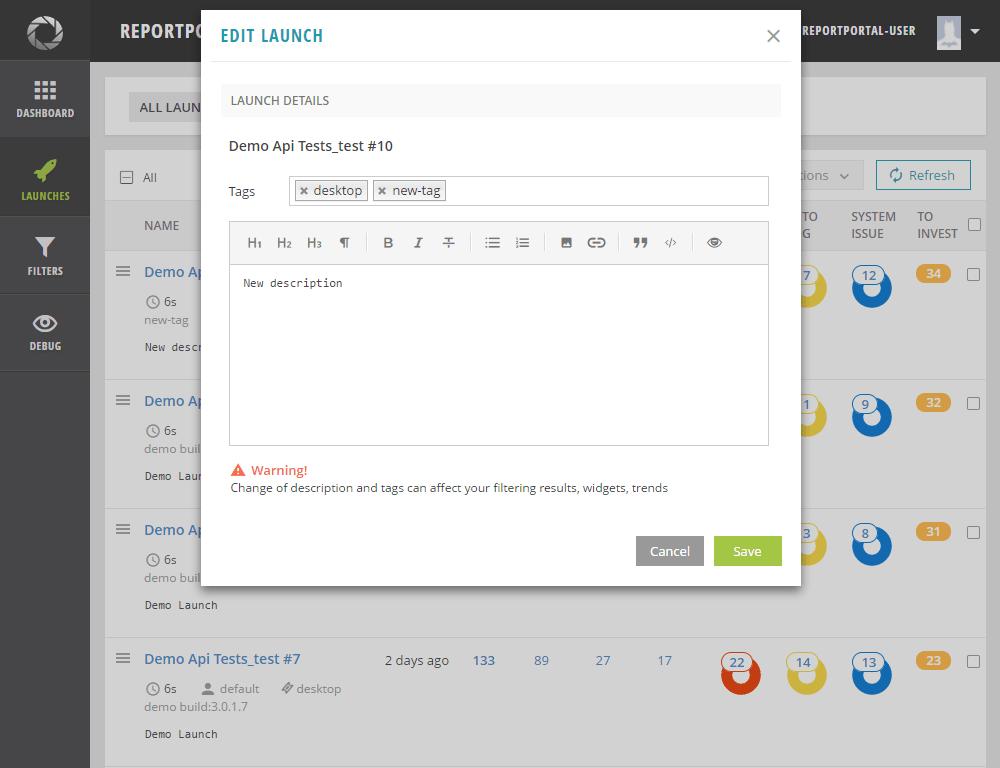 REPORTPO
EDIT LAUNCH
REPORTPORTAL-USER
DASHBOARD
LAUNCHES
FILTERS
DEBUG
ALL LAUN
LAUNCH DETAILS
Demo Api Tests_test #10
All
Tags
desktop
new-tag
ions
Refresh
NAME
TO
G
SYSTEM
ISSUE
TO
INVEST
H1 H2 H3 ¶ B I T
New description
Demo Ap
6s
new-tag
New descr
7
12
34
Demo Ap
6s
demo buil
Demo Laun
1
9
32
Warning!
Change of description and tags can affect your filtering results, widgets, trends
Cancel
Save
Demo Ap
6s
demo buil
Demo Launch
3
8
31
Demo Api Tests_test #7
2 days ago
133
89
27
17
22
14
13
23
6s
default
desktop
demo build:3.0.1.7
Demo Launch